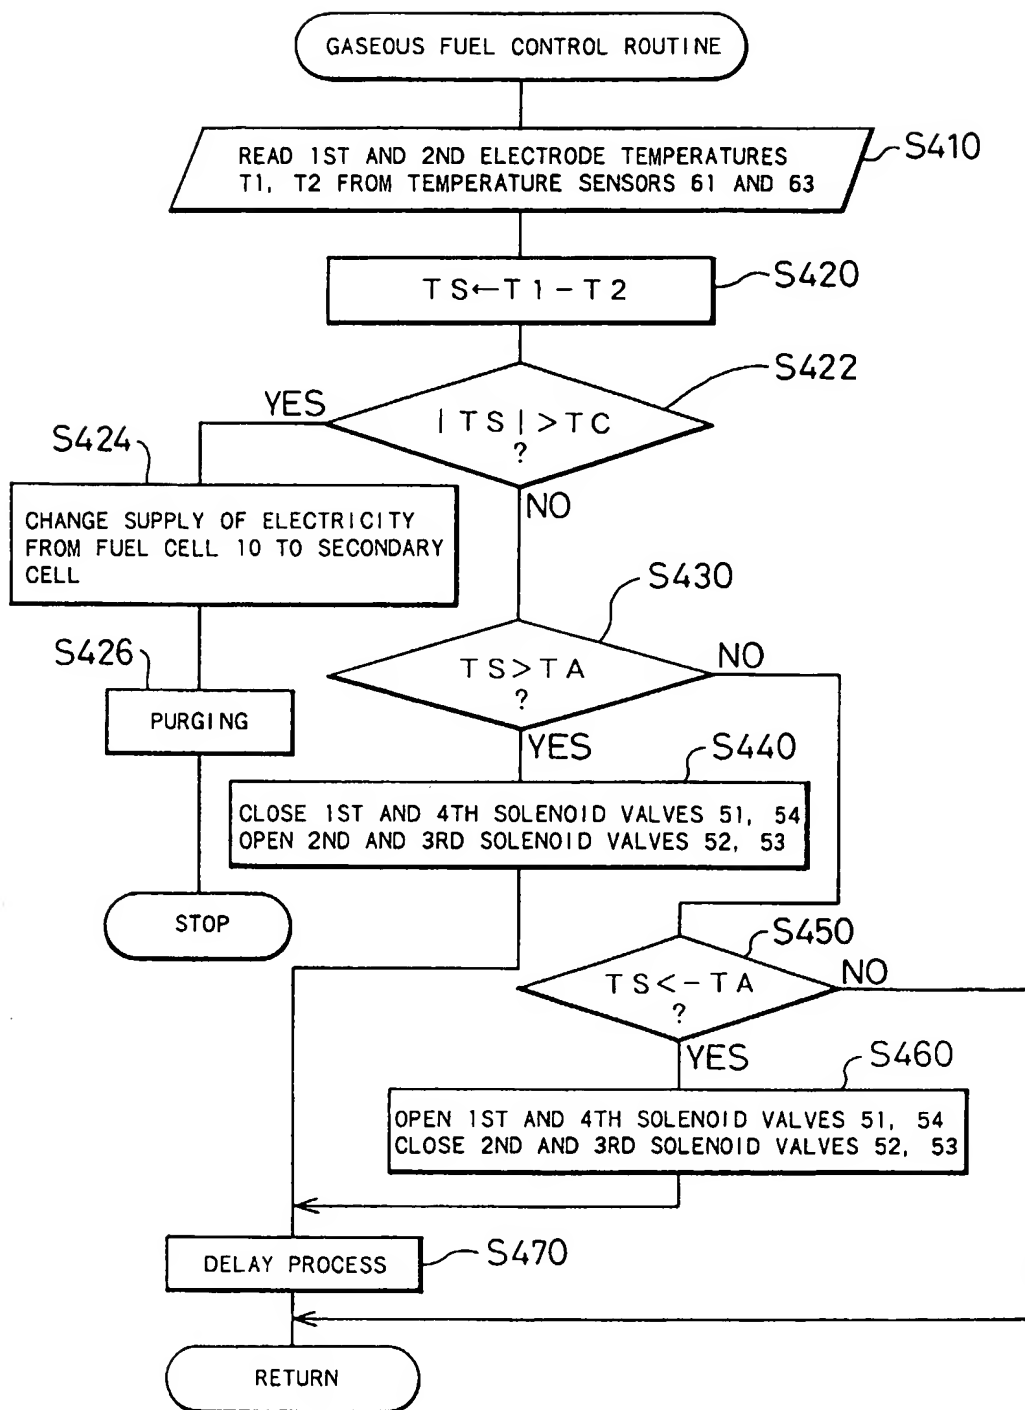 GASEOUS FUEL CONTROL ROUTINE
READ 1ST AND 2ND ELECTRODE TEMPERATURES
T1, T2 FROM TEMPERATURE SENSORS 61 AND 63
S410
TS←T1-T2
S420
S422
|TS|>TC
?
YES
NO
S424
CHANGE SUPPLY OF ELECTRICITY
FROM FUEL CELL 10 TO SECONDARY
CELL
S426
PURGING
STOP
S430
TS>TA
?
NO
YES
S440
CLOSE 1ST AND 4TH SOLENOID VALVES 51, 54
OPEN 2ND AND 3RD SOLENOID VALVES 52, 53
S450
TS<-TA
?
NO
YES
S460
OPEN 1ST AND 4TH SOLENOID VALVES 51, 54
CLOSE 2ND AND 3RD SOLENOID VALVES 52, 53
DELAY PROCESS
S470
RETURN